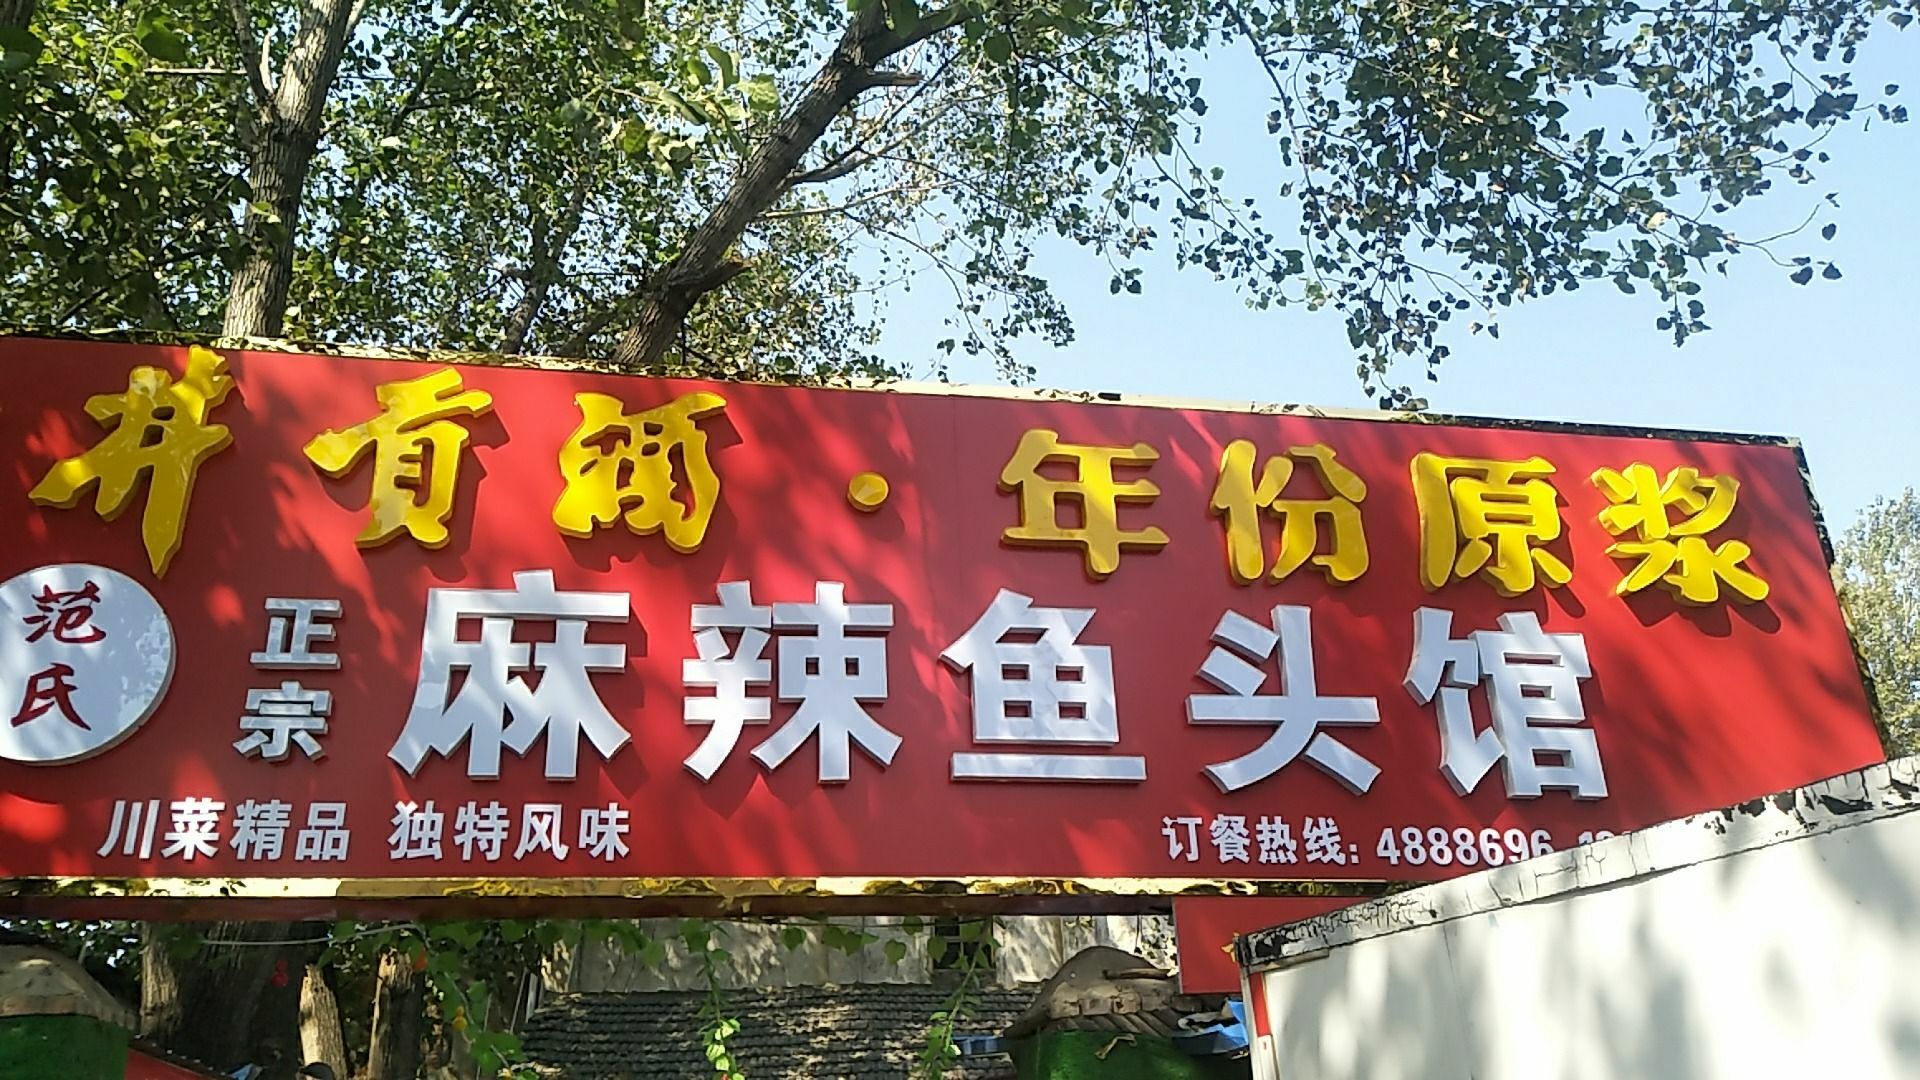 井贡酒·年份原浆
范氏
正宗
麻辣鱼头馆
川菜精品 独特风味
订餐热线: 4888696